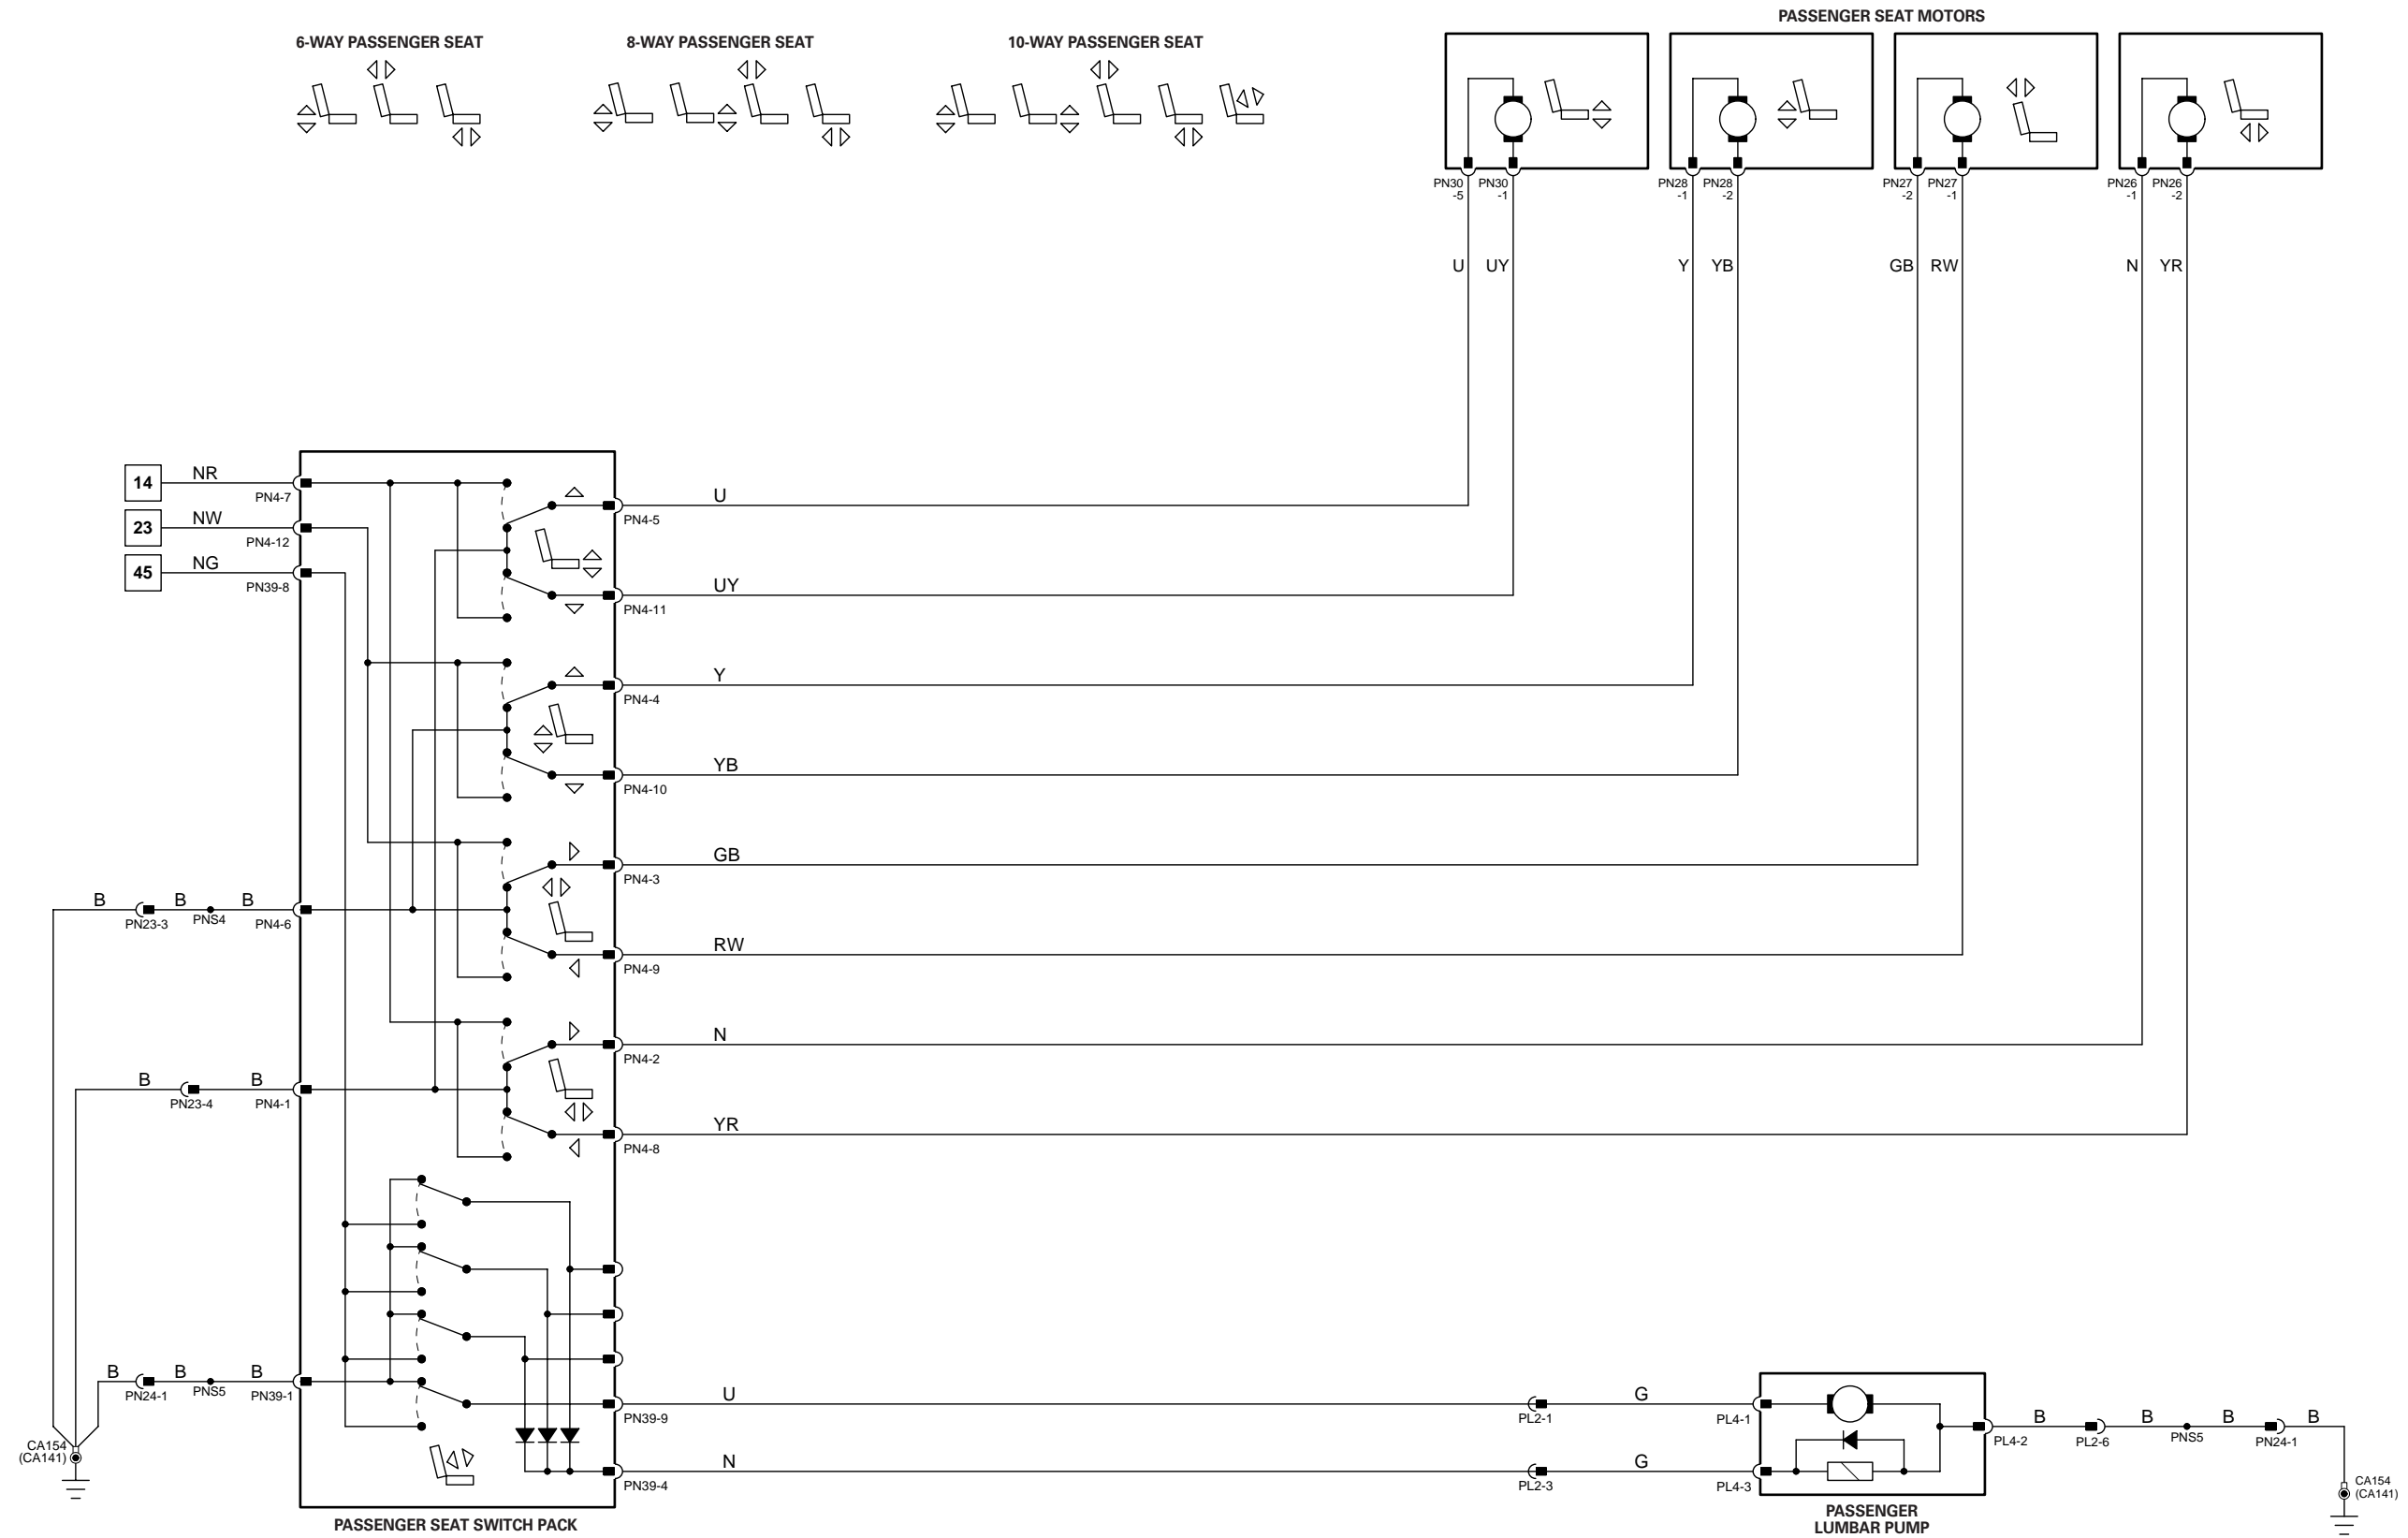 PASSENGER SEAT MOTORS
6-WAY PASSENGER SEAT
8-WAY PASSENGER SEAT
10-WAY PASSENGER SEAT
PN30 PN30 PN28 PN28 PN27 PN27 PN26 PN26
-5 -1 -1 -2 -2 -1 -1 -2
U UY Y YB GB RW N YR
14 NR
PN4-7
U
PN4-5
23 NW
PN4-12
45 NG
PN39-8
UY
PN4-11
Y
PN4-4
YB
PN4-10
GB
PN4-3
B B B
PN23-3 PNS4 PN4-6
RW
PN4-9
N
PN4-2
B B
PN23-4 PN4-1
YR
PN4-8
B B B
PN24-1 PNS5 PN39-1
U G
PN39-9 PL2-1 PL4-1
B B B B
PL4-2 PL2-6 PNS5 PN24-1
CA154
(CA141)
N G
PN39-4 PL2-3 PL4-3
CA154
(CA141)
PASSENGER SEAT SWITCH PACK
PASSENGER
LUMBAR PUMP